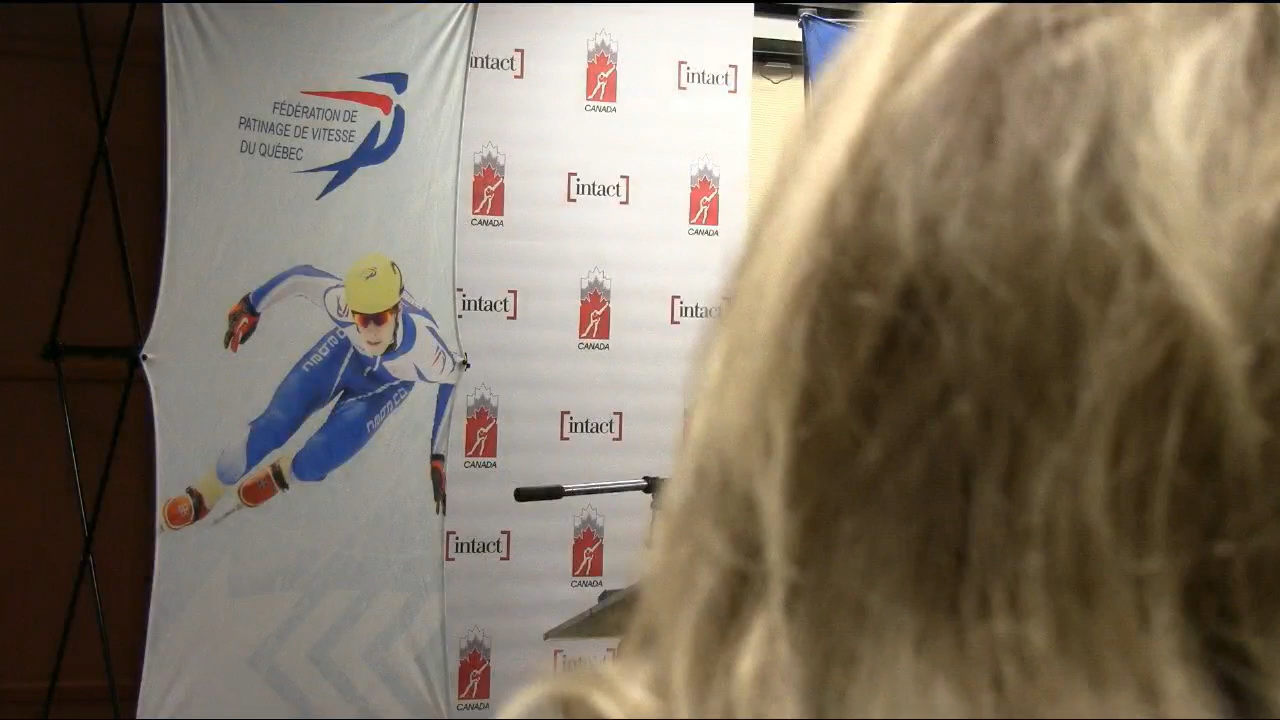 FÉDÉRATION DE
PATINAGE DE VITESSE
DU QUÉBEC
intact]
CANADA
[intact]
CANADA
[intact]
CANADA
intact]
CANADA
[intact
CANADA
[intact]
[intact]
CANADA
[intact]
CANADA